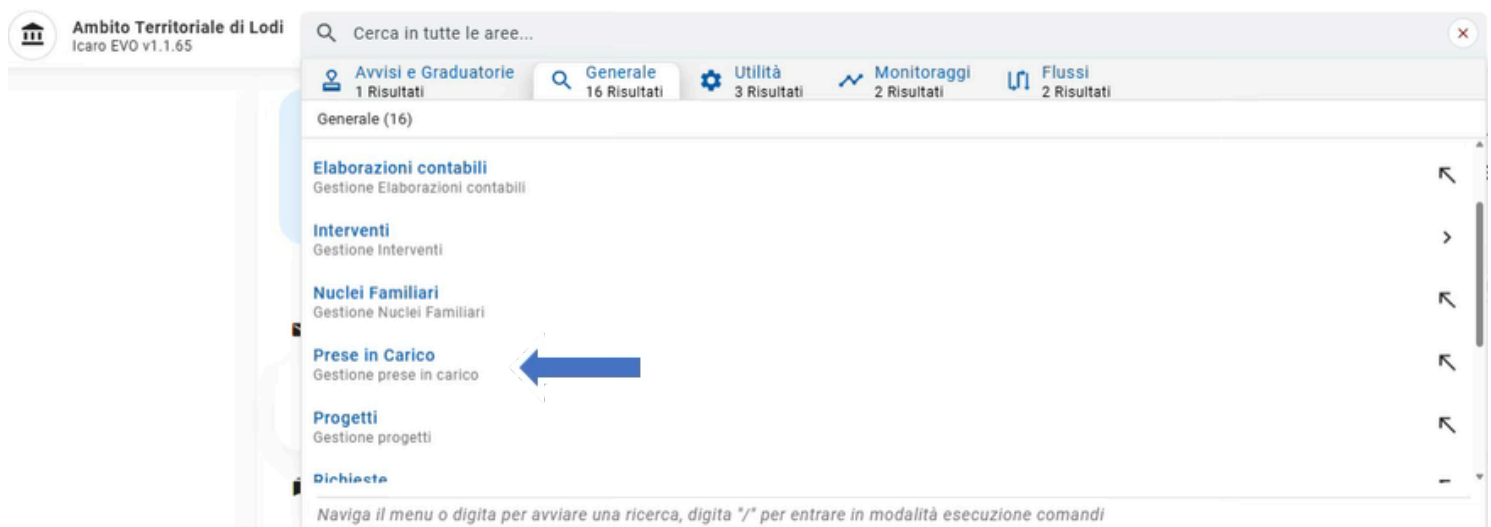 Ambito Territoriale di Lodi
Icaro EVO v1.1.65
Cerca in tutte le aree...
Avvisi e Graduatorie
1 Risultati
Generale
16 Risultati
Utilità
3 Risultati
Monitoraggi
2 Risultati
Flussi
2 Risultati
Generale (16)
Elaborazioni contabili
Gestione Elaborazioni contabili
Interventi
Gestione Interventi
Nuclei Familiari
Gestione Nuclei Familiari
Prese in Carico
Gestione prese in carico
Progetti
Gestione progetti
Richieste
Naviga il menu o digita per avviare una ricerca, digita "/" per entrare in modalità esecuzione comandi